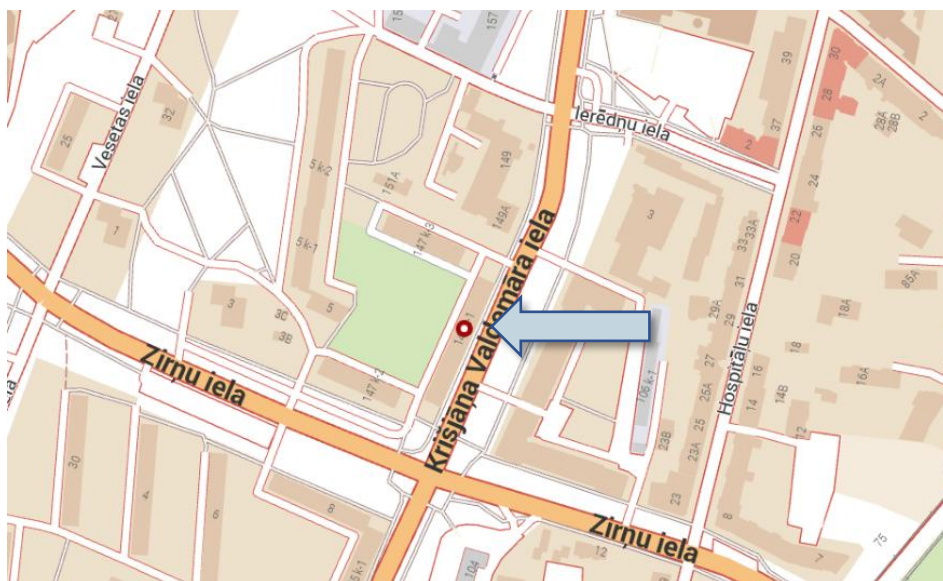 157
39
30
2A
Vesetas iela
32
28
2
Ierēdņu iela
37
28A
28B
26
25
149
2
5 k-2
151A
24
3
149A
22
33A
147 k-3
33
1
5 k-1
20
31
85A
Krišjāņa Valdemāra iela
Hospitāļu iela
29A
18A
3
5
3C
29
3B
18
27
Zirņu iela
16
16A
147 k-2
106 k-1
25A
14
14B
25
12
23B
23A
30
4
6
8
23
8
75
Zirņu iela
7
12
104